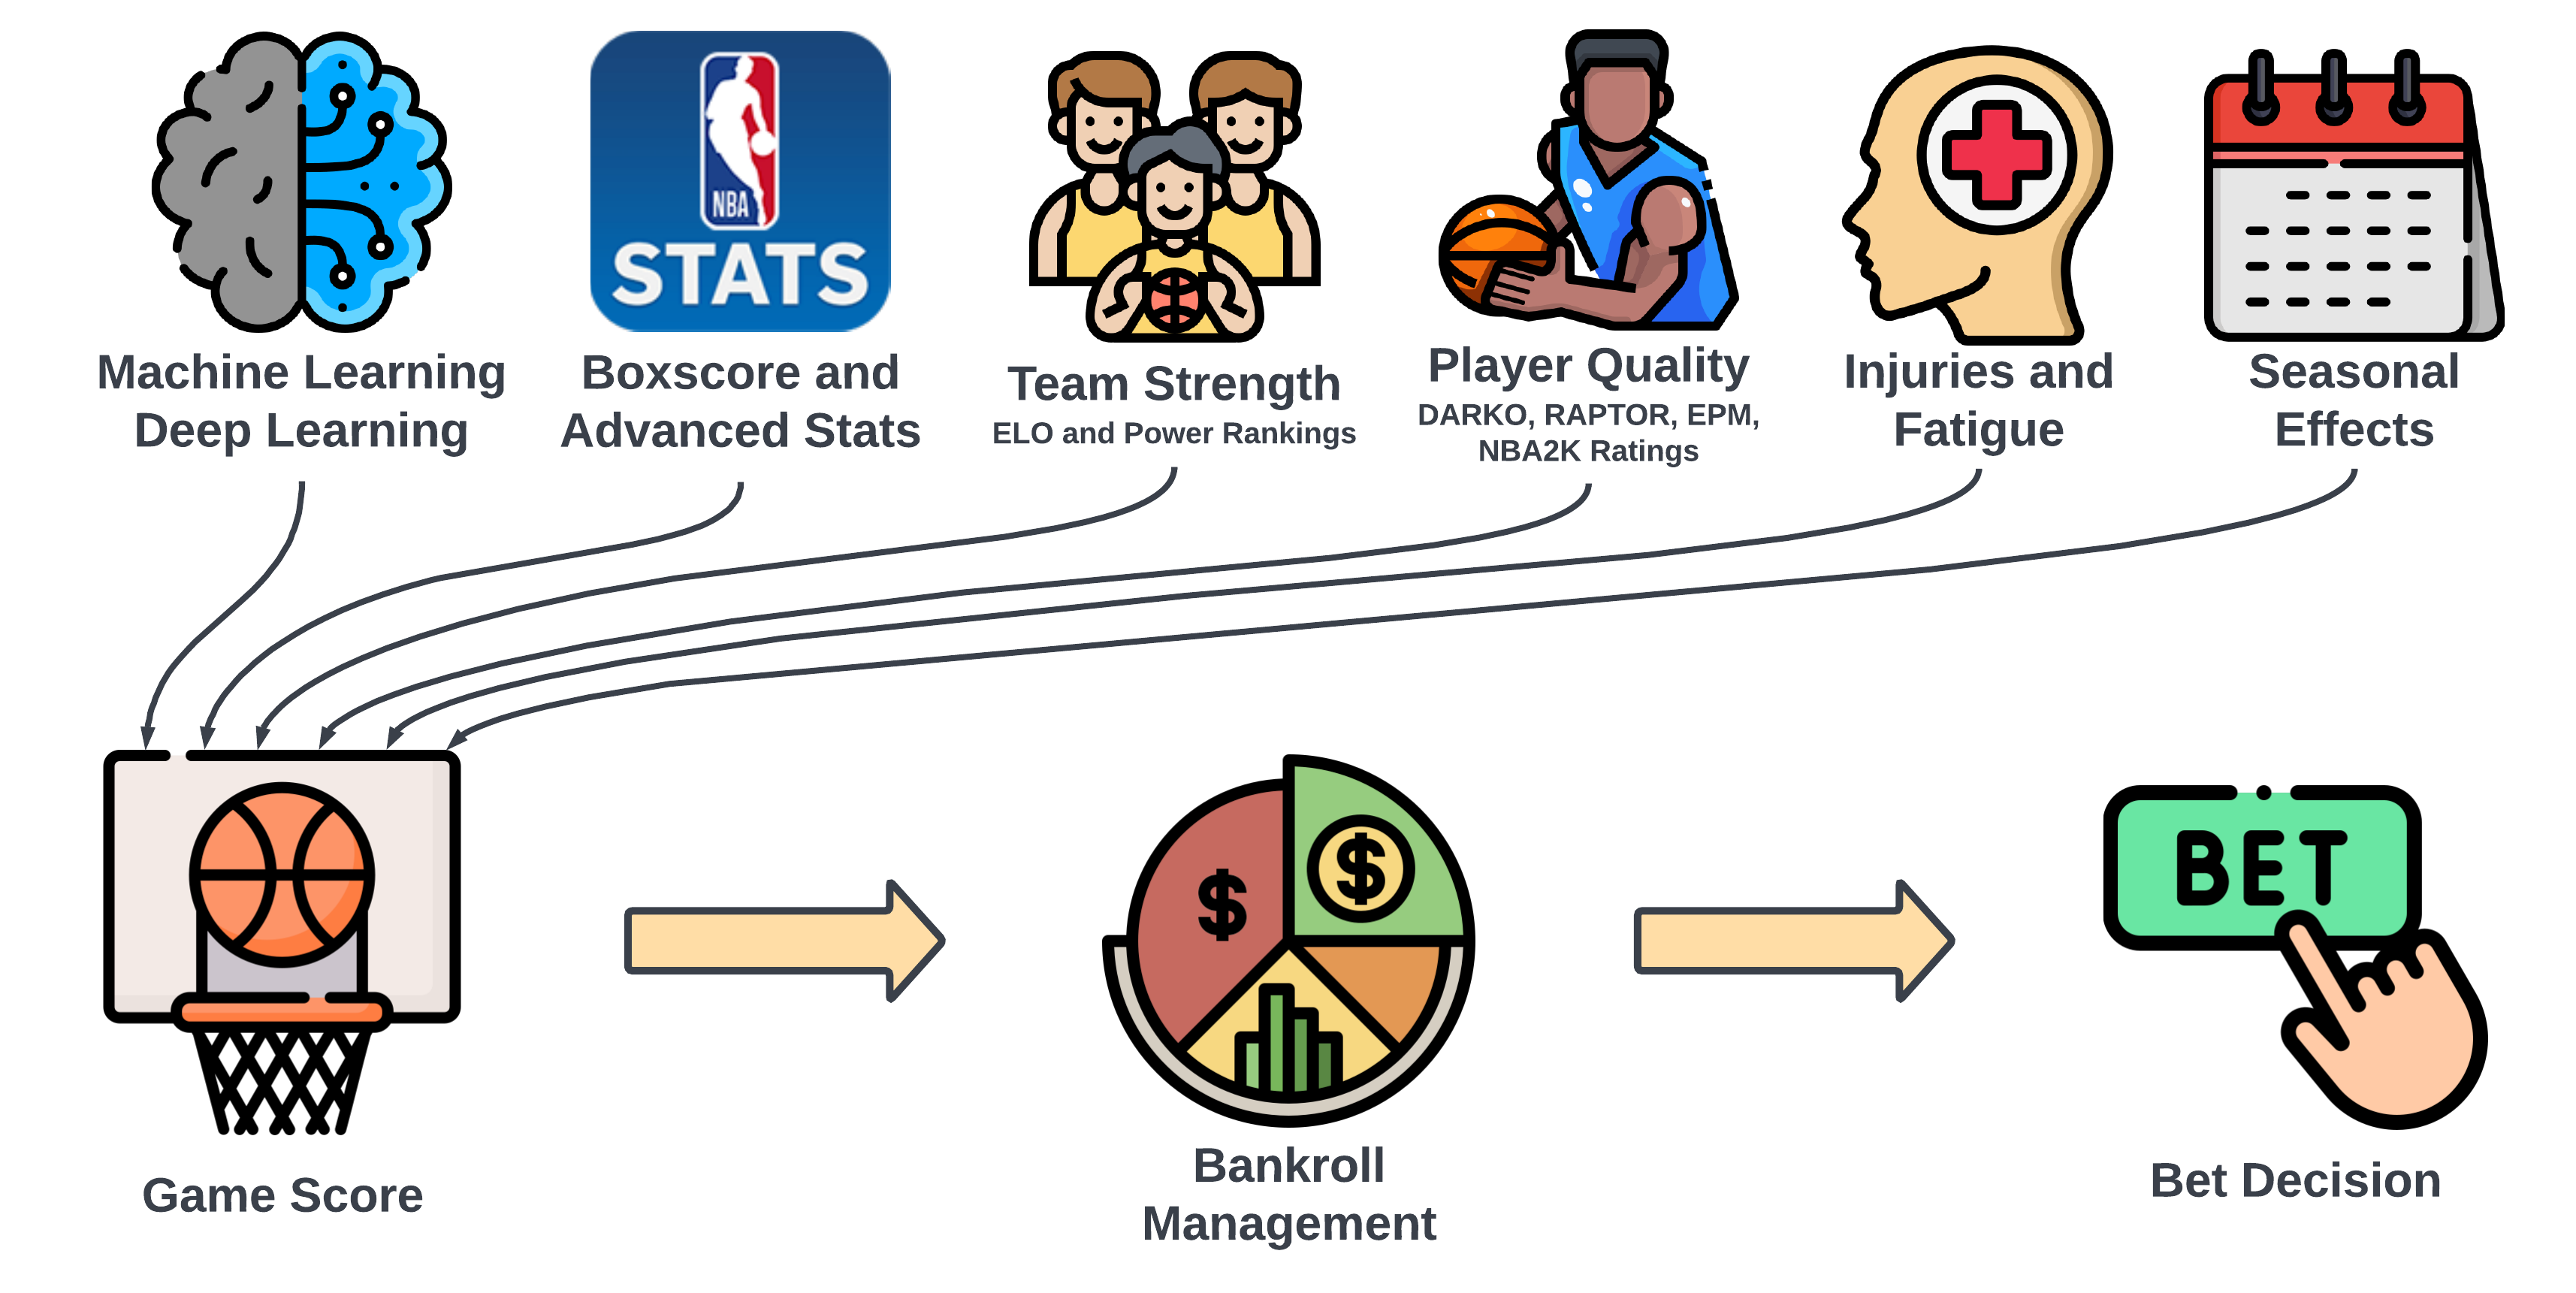 NBA
STATS
Machine Learning
Deep Learning
Boxscore and
Advanced Stats
Team Strength
ELO and Power Rankings
Player Quality
DARKO, RAPTOR, EPM,
NBA2K Ratings
Injuries and
Fatigue
Seasonal
Effects
$
$
BET
Game Score
Bankroll
Management
Bet Decision